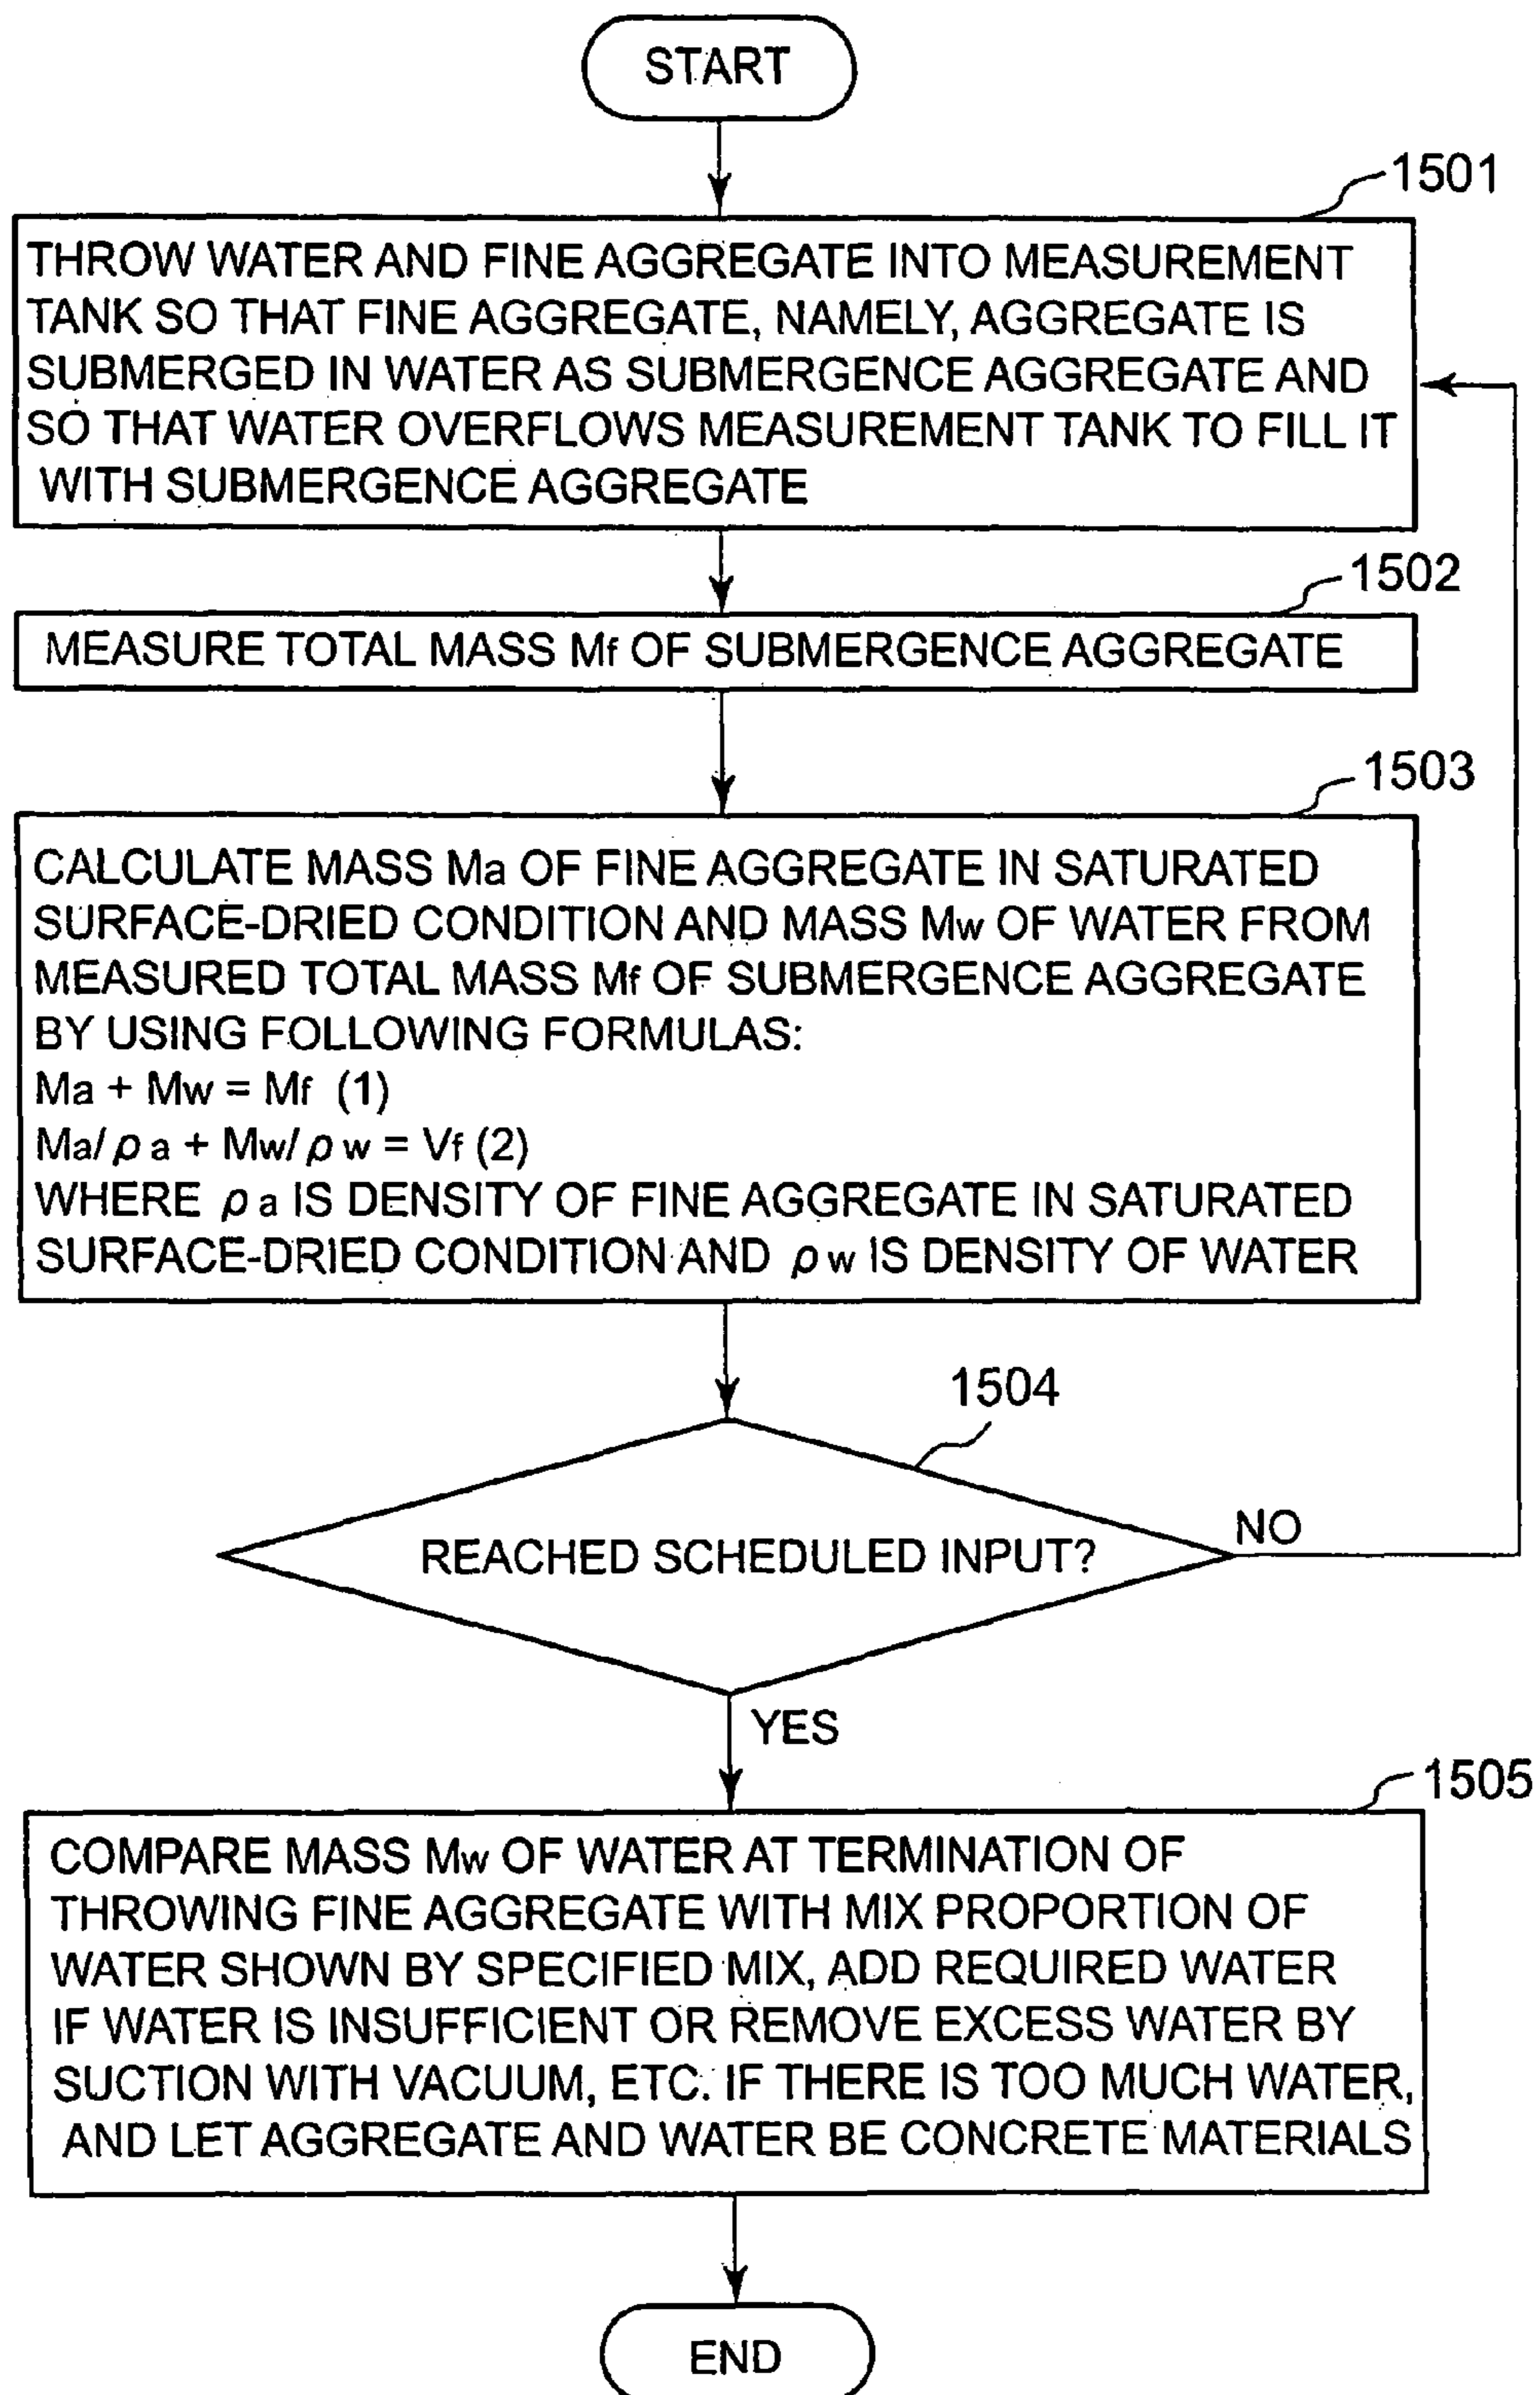 START
1501
THROW WATER AND FINE AGGREGATE INTO MEASUREMENT
TANK SO THAT FINE AGGREGATE, NAMELY, AGGREGATE IS
SUBMERGED IN WATER AS SUBMERGENCE AGGREGATE AND
SO THAT WATER OVERFLOWS MEASUREMENT TANK TO FILL IT
WITH SUBMERGENCE AGGREGATE
1502
MEASURE TOTAL MASS Mf OF SUBMERGENCE AGGREGATE
1503
CALCULATE MASS Ma OF FINE AGGREGATE IN SATURATED
SURFACE-DRIED CONDITION AND MASS Mw OF WATER FROM
MEASURED TOTAL MASS Mf OF SUBMERGENCE AGGREGATE
BY USING FOLLOWING FORMULAS:
Ma + Mw = Mf (1)
Ma/ρa + Mw/ρw = Vf (2)
WHERE ρa IS DENSITY OF FINE AGGREGATE IN SATURATED
SURFACE-DRIED CONDITION AND ρw IS DENSITY OF WATER
1504
REACHED SCHEDULED INPUT?
NO
YES
1505
COMPARE MASS Mw OF WATER AT TERMINATION OF
THROWING FINE AGGREGATE WITH MIX PROPORTION OF
WATER SHOWN BY SPECIFIED MIX, ADD REQUIRED WATER
IF WATER IS INSUFFICIENT OR REMOVE EXCESS WATER BY
SUCTION WITH VACUUM, ETC. IF THERE IS TOO MUCH WATER,
AND LET AGGREGATE AND WATER BE CONCRETE MATERIALS
END